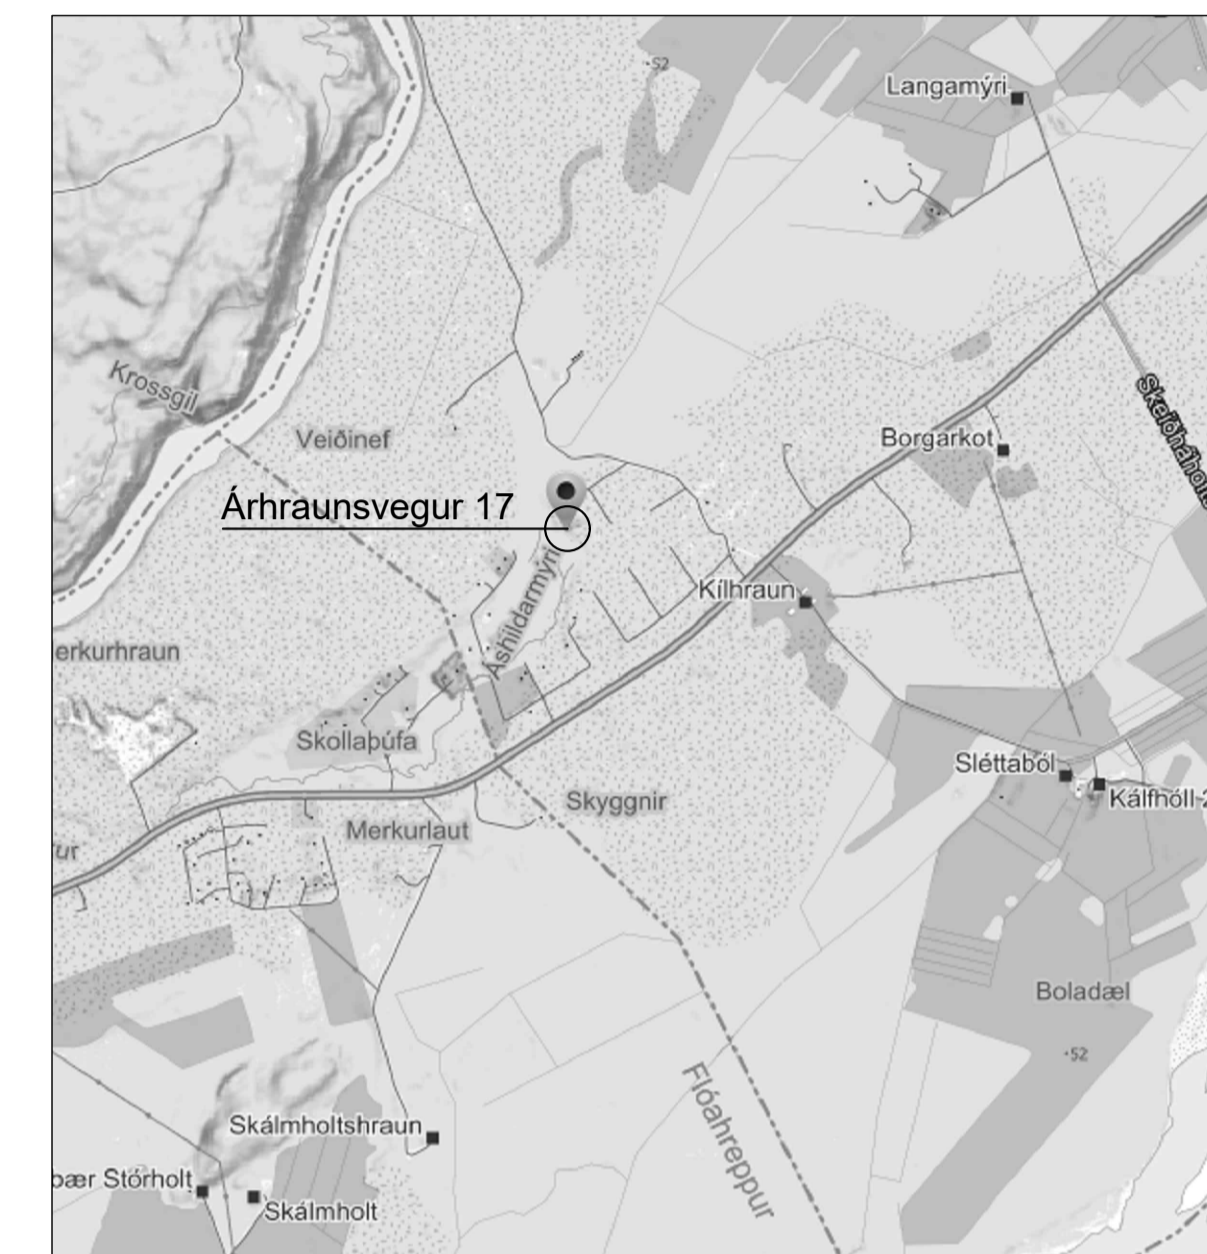 52
Langamýri
Krossgil
Skeiðháholts
Veiðinef
Borgarkot
Árhraunsvegur 17
Áshildarmýri
Kílhraun
erkurhraun
Skollaþúfa
Sléttaból
Kálfhóll 2
Skyggnir
Merkurlaut
ur
Boladæl
52
Flóahreppur
Skálmholtshraun
bær Stórholt
Skálmholt